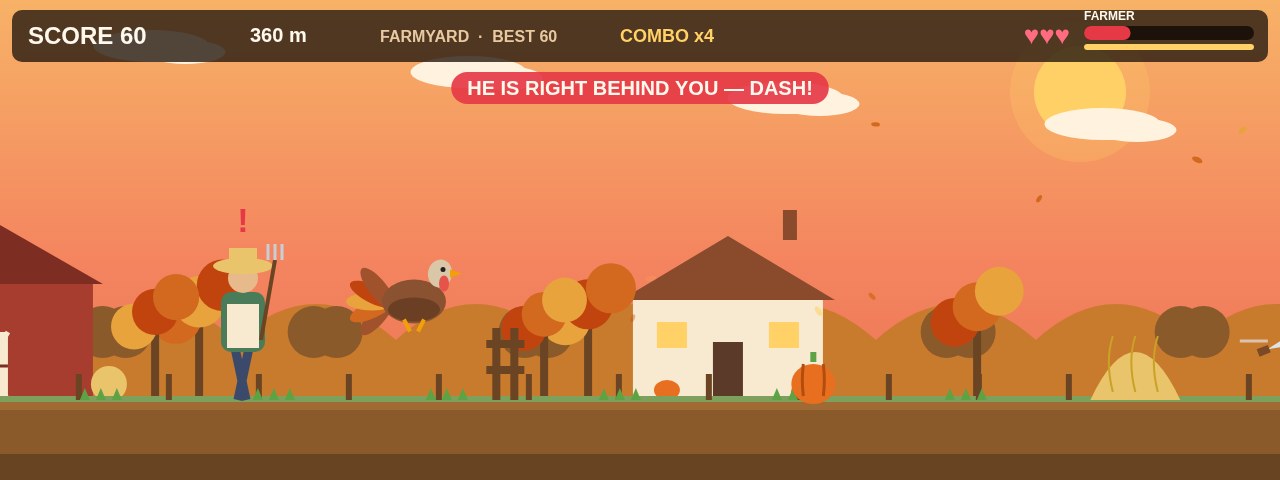 SCORE 60
360 m
FARMYARD · BEST 60
COMBO x4
♥♥♥
FARMER
HE IS RIGHT BEHIND YOU — DASH!
!